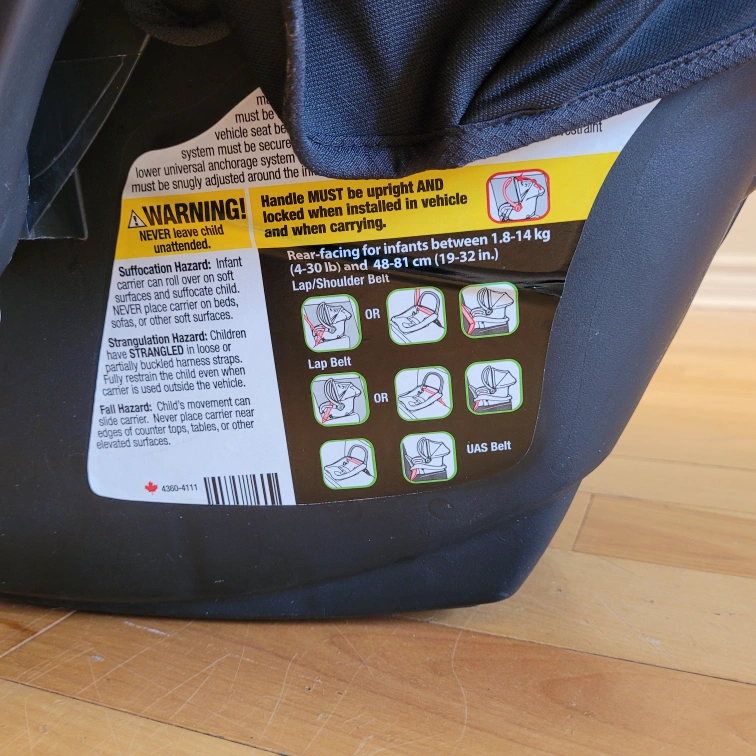 must be
vehicle seat be
system must be secure
lower universal anchorage system
must be snugly adjusted around the
WARNING!
NEVER leave child
unattended.
Handle MUST be upright AND
locked when installed in vehicle
and when carrying.
Suffocation Hazard: Infant
carrier can roll over on soft
surfaces and suffocate child.
NEVER place carrier on beds,
sofas, or other soft surfaces.
Strangulation Hazard: Children
have STRANGLED in loose or
partially buckled harness straps.
Fully restrain the child even when
carrier is used outside the vehicle.
Fall Hazard: Child's movement can
slide carrier. Never place carrier near
edges of counter tops, tables, or other
elevated surfaces.
4360-4111
Rear-facing for infants between 1.8-14 kg
(4-30 lb) and 48-81 cm (19-32 in.)
Lap/Shoulder Belt
OR
Lap Belt
OR
UAS Belt